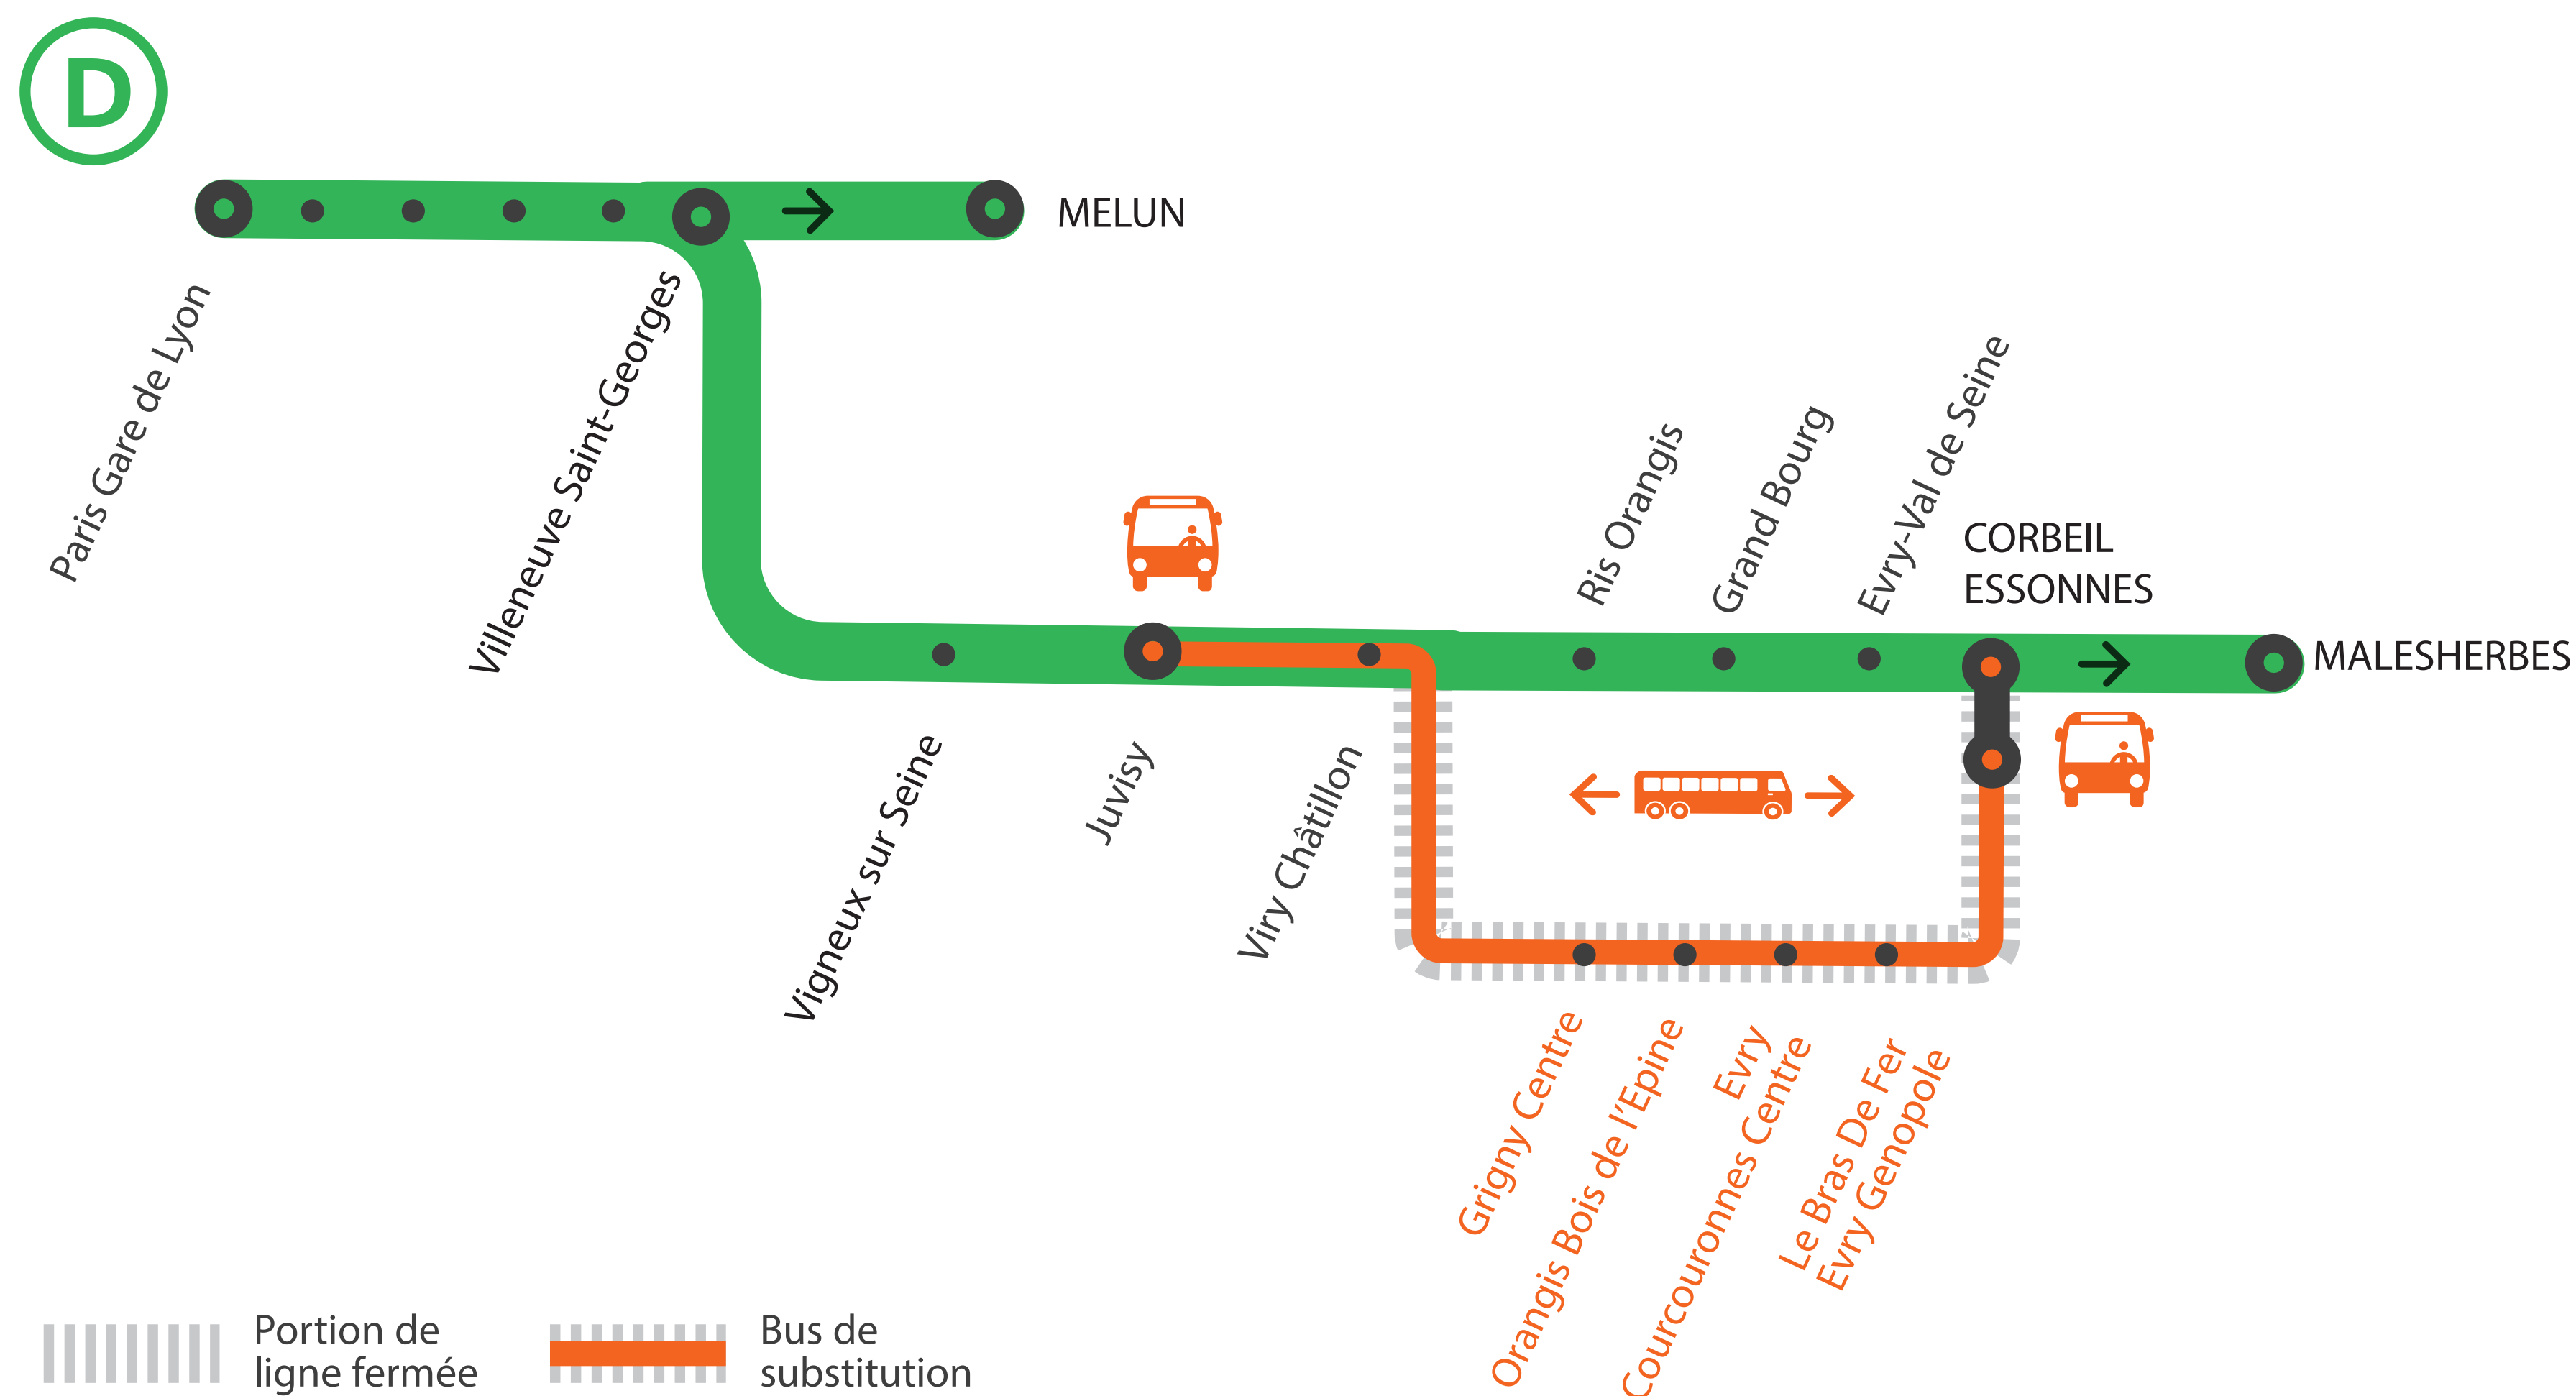 D
MELUN
Paris Gare de Lyon
Villeneuve Saint-Georges
Vigneux sur Seine
Juvisy
Viry Châtillon
Ris Orangis
Grand Bourg
Evry-Val de Seine
CORBEIL
ESSONNES
MALESHERBES
Grigny Centre
Orangis Bois de l'Epine
Evry
Courcouronnes Centre
Le Bras De Fer
Evry Genopole
Portion de
ligne fermée
Bus de
substitution